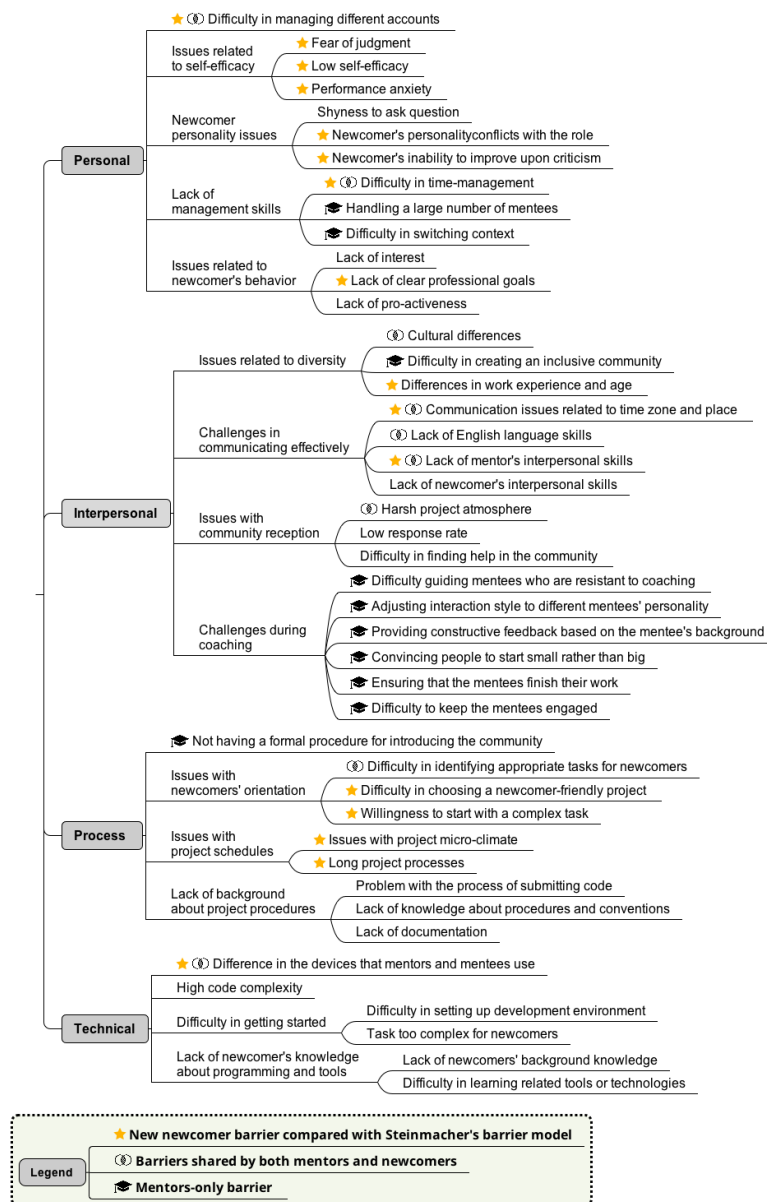 Difficulty in managing different accounts
Issues related
to self-efficacy
Fear of judgment
Low self-efficacy
Performance anxiety
Newcomer
personality issues
Shyness to ask question
Newcomer's personalityconflicts with the role
Newcomer's inability to improve upon criticism
Personal
Lack of
management skills
Difficulty in time-management
Handling a large number of mentees
Difficulty in switching context
Issues related to
newcomer's behavior
Lack of interest
Lack of clear professional goals
Lack of pro-activeness
Issues related to diversity
Cultural differences
Difficulty in creating an inclusive community
Differences in work experience and age
Challenges in
communicating effectively
Communication issues related to time zone and place
Lack of English language skills
Lack of mentor's interpersonal skills
Lack of newcomer's interpersonal skills
Interpersonal
Issues with
community reception
Harsh project atmosphere
Low response rate
Difficulty in finding help in the community
Challenges during
coaching
Difficulty guiding mentees who are resistant to coaching
Adjusting interaction style to different mentees' personality
Providing constructive feedback based on the mentee's background
Convincing people to start small rather than big
Ensuring that the mentees finish their work
Difficulty to keep the mentees engaged
Not having a formal procedure for introducing the community
Issues with
newcomers' orientation
Difficulty in identifying appropriate tasks for newcomers
Difficulty in choosing a newcomer-friendly project
Willingness to start with a complex task
Process
Issues with
project schedules
Issues with project micro-climate
Long project processes
Lack of background
about project procedures
Problem with the process of submitting code
Lack of knowledge about procedures and conventions
Lack of documentation
Difference in the devices that mentors and mentees use
High code complexity
Technical
Difficulty in getting started
Difficulty in setting up development environment
Task too complex for newcomers
Lack of newcomer's knowledge
about programming and tools
Lack of newcomers' background knowledge
Difficulty in learning related tools or technologies
Legend
New newcomer barrier compared with Steinmacher's barrier model
Barriers shared by both mentors and newcomers
Mentors-only barrier